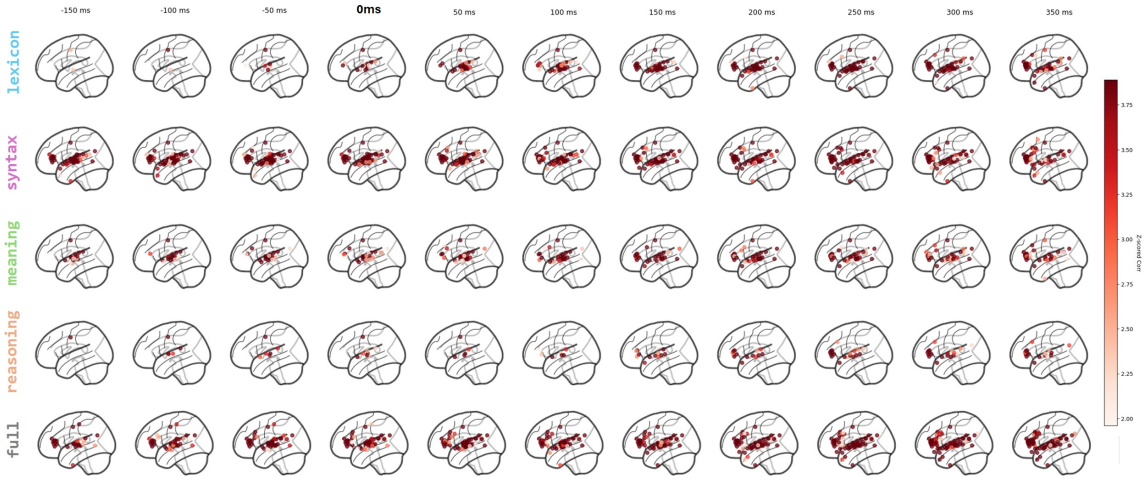 -150 ms -100 ms -50 ms 0ms 50 ms 100 ms 150 ms 200 ms 250 ms 300 ms 350 ms
lexicon
syntax
meaning
reasoning
full
3.75
3.50
3.25
3.00
2.75
2.50
2.25
2.00
Z-scored Corr